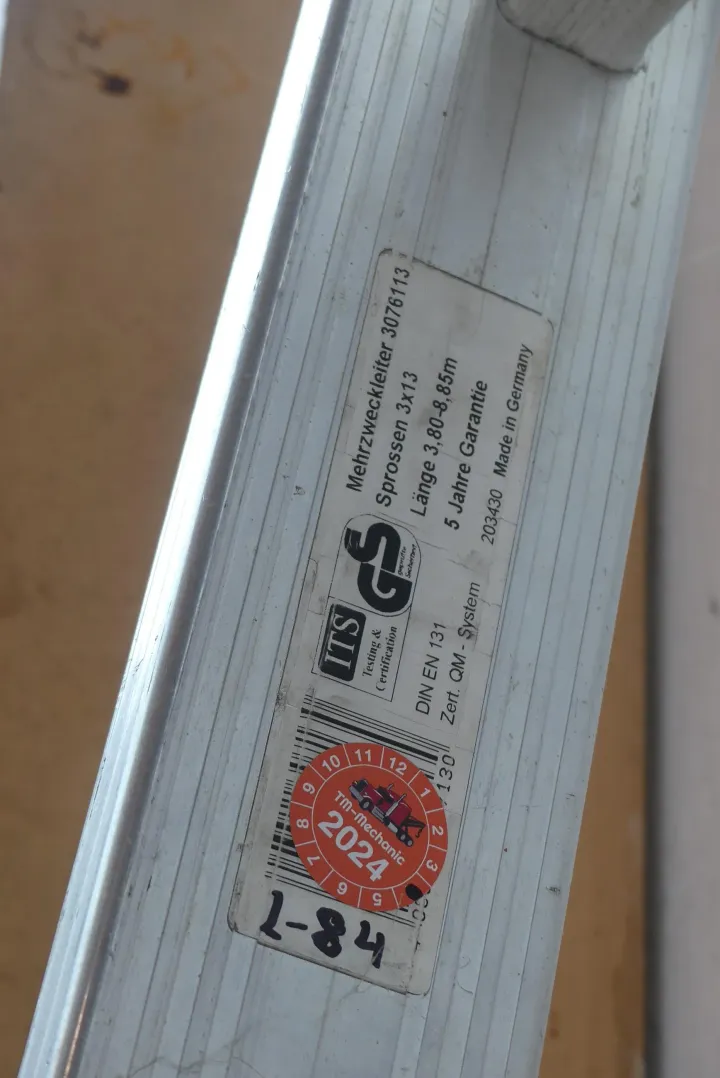 Mehrzweckleiter 3076113
Sprossen 3x13
Länge 3,80-8,85m
5 Jahre Garantie
203430 Made in Germany
ITS
Testing &
Certification
GS
geprüfte
Sicherheit
DIN EN 131
Zert. QM - System
130
10 11 12 1 2 3 5 6 7 8 9
TM-Mechanic
2024
L-84